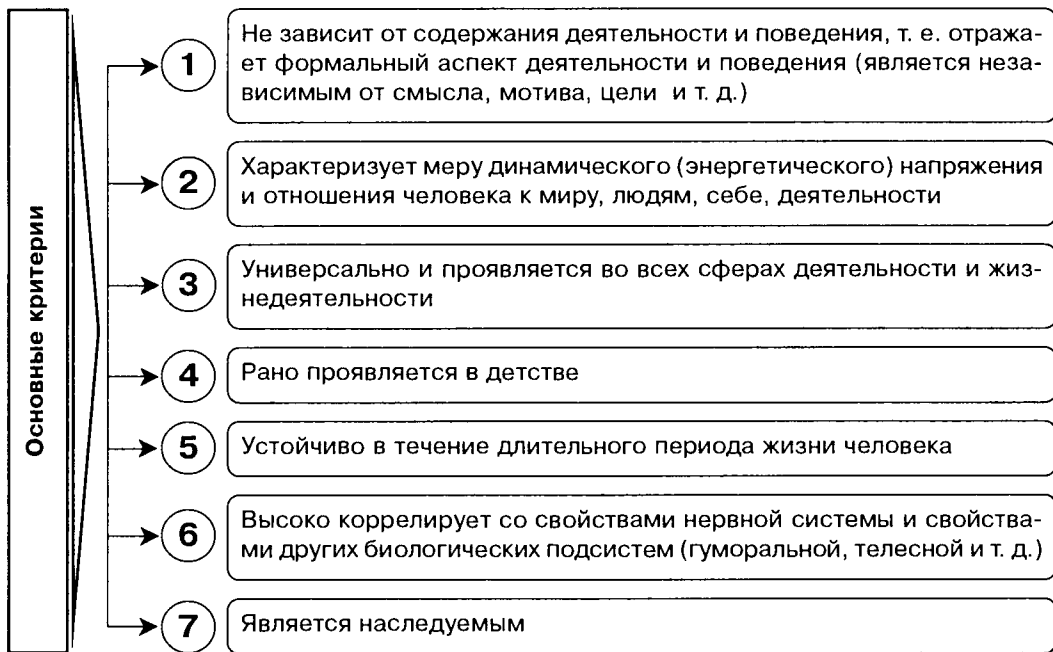 Основные критерии
1
Не зависит от содержания деятельности и поведения, т. е. отража-
ет формальный аспект деятельности и поведения (является неза-
висимым от смысла, мотива, цели и т. д.)
2
Характеризует меру динамического (энергетического) напряжения
и отношения человека к миру, людям, себе, деятельности
3
Универсально и проявляется во всех сферах деятельности и жиз-
недеятельности
4
Рано проявляется в детстве
5
Устойчиво в течение длительного периода жизни человека
6
Высоко коррелирует со свойствами нервной системы и свойства-
ми других биологических подсистем (гуморальной, телесной и т. д.)
7
Является наследуемым